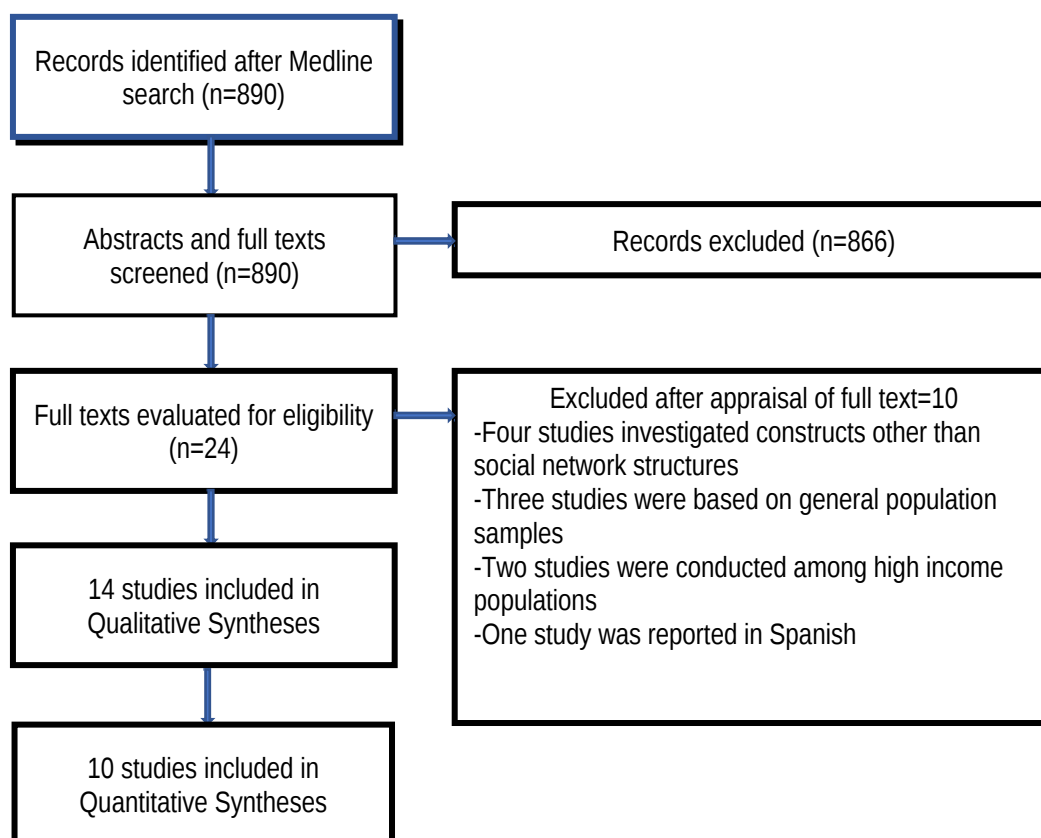 Records identified after Medline
search (n=890)
Abstracts and full texts
screened (n=890)
Records excluded (n=866)
Full texts evaluated for eligibility
(n=24)
Excluded after appraisal of full text=10
-Four studies investigated constructs other than
social network structures
-Three studies were based on general population
samples
-Two studies were conducted among high income
populations
-One study was reported in Spanish
14 studies included in
Qualitative Syntheses
10 studies included in
Quantitative Syntheses